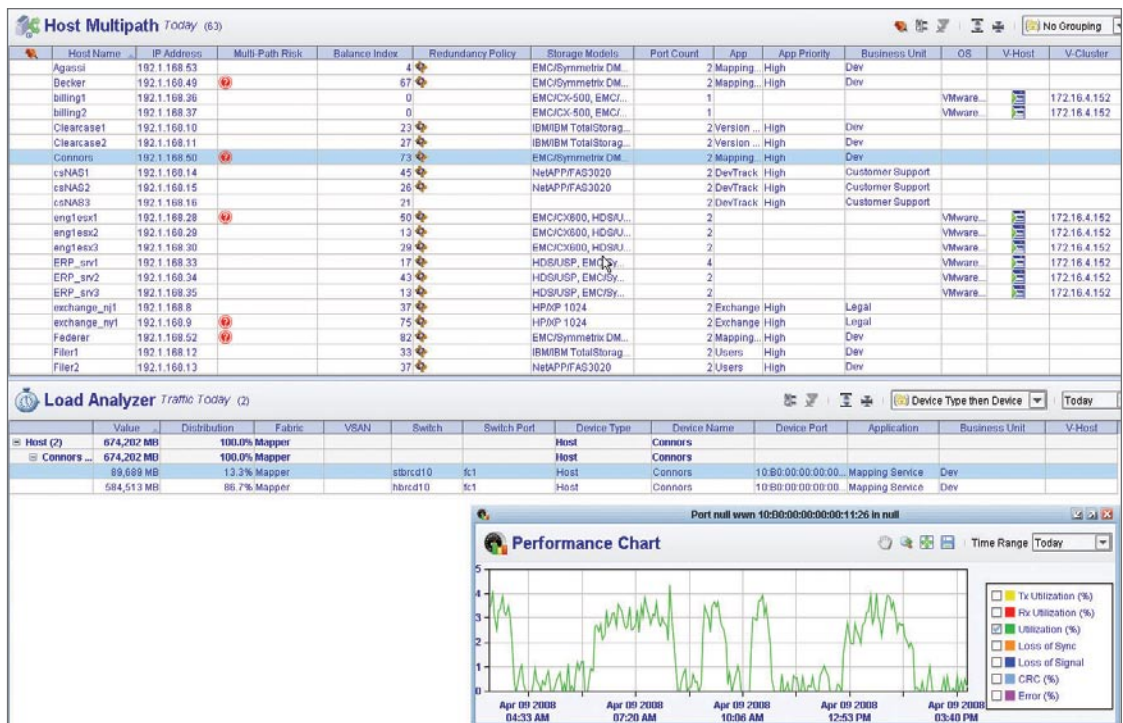 Host Multipath Today (63) No Grouping
Host Name IP Address Multi-Path Risk Balance Index Redundancy Policy Storage Models Port Count App App Priority Business Unit OS V-Host V-Cluster
Agassi 192.1.168.53 4 EMC/Symmetrix DM... 2 Mapping... High Dev
Becker 192.1.168.49 67 EMC/Symmetrix DM... 2 Mapping... High Dev
billing1 192.1.168.36 0 EMC/CX-500, EMC/... 1 VMware... 172.16.4.152
billing2 192.1.168.37 0 EMC/CX-500, EMC/... 1 VMware... 172.16.4.152
Clearcase1 192.1.168.10 23 IBM/IBM TotalStorag... 2 Version ... High Dev
Clearcase2 192.1.168.11 27 IBM/IBM TotalStorag... 2 Version ... High Dev
Connors 192.1.168.50 73 EMC/Symmetrix DM... 2 Mapping... High Dev
csNAS1 192.1.168.14 45 NetAPP/FAS3020 2 DevTrack High Customer Support
csNAS2 192.1.168.15 26 NetAPP/FAS3020 2 DevTrack High Customer Support
csNAS3 192.1.168.16 21 2 DevTrack High Customer Support
eng1esx1 192.1.168.28 50 EMC/CX600, HDS/U... 2 VMware... 172.16.4.152
eng1esx2 192.1.168.29 13 EMC/CX600, HDS/U... 2 VMware... 172.16.4.152
eng1esx3 192.1.168.30 29 EMC/CX600, HDS/U... 2 VMware... 172.16.4.152
ERP_srv1 192.1.168.33 17 HDS/USP, EMC/Sy... 4 VMware... 172.16.4.152
ERP_srv2 192.1.168.34 43 HDS/USP, EMC/Sy... 2 VMware... 172.16.4.152
ERP_srv3 192.1.168.35 13 HDS/USP, EMC/Sy... 2 VMware... 172.16.4.152
exchange_nj1 192.1.168.8 37 HP/XP 1024 2 Exchange High Legal
exchange_ny1 192.1.168.9 75 HP/XP 1024 2 Exchange High Legal
Federer 192.1.168.52 82 EMC/Symmetrix DM... 2 Mapping... High Dev
Filer1 192.1.168.12 33 IBM/IBM TotalStorag... 2 Users High Dev
Filer2 192.1.168.13 37 NetAPP/FAS3020 2 Users High Dev
Load Analyzer Traffic Today (2) Device Type then Device Today
Value Distribution Fabric VSAN Switch Switch Port Device Type Device Name Device Port Application Business Unit V-Host
Host (2) 674,202 MB 100.0% Mapper Host Connors
Connors ... 674,202 MB 100.0% Mapper Host Connors
89,689 MB 13.3% Mapper stbrcd10 fc1 Host Connors 10:B0:00:00:00:00... Mapping Service Dev
584,513 MB 86.7% Mapper hbrcd10 fc1 Host Connors 10:B0:00:00:00:00... Mapping Service Dev
Port null wwn 10:B0:00:00:00:00:11:26 in null
Performance Chart Time Range Today
5
4
3
2
1
0
Apr 09 2008 Apr 09 2008 Apr 09 2008 Apr 09 2008 Apr 09 2008
04:33 AM 07:20 AM 10:06 AM 12:53 PM 03:40 PM
Tx Utilization (%)
Rx Utilization (%)
Utilization (%)
Loss of Sync
Loss of Signal
CRC (%)
Error (%)